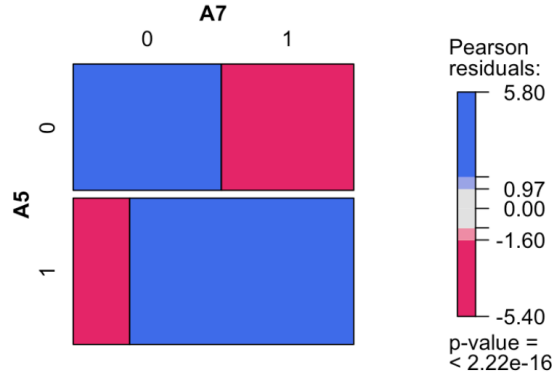 A7
0 1
A5
0
1
Pearson
residuals:
5.80
0.97
0.00
-1.60
-5.40
p-value =
< 2.22e-16